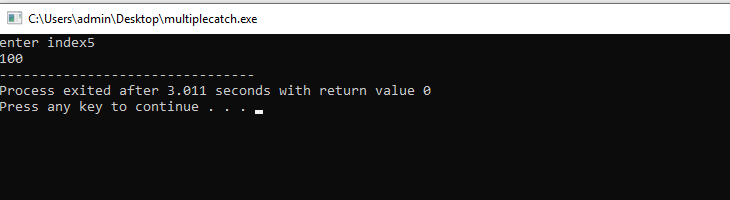 C:\Users\admin\Desktop\multiplecatch.exe
enter index5
100
--------------------------------
Process exited after 3.011 seconds with return value 0
Press any key to continue . . .